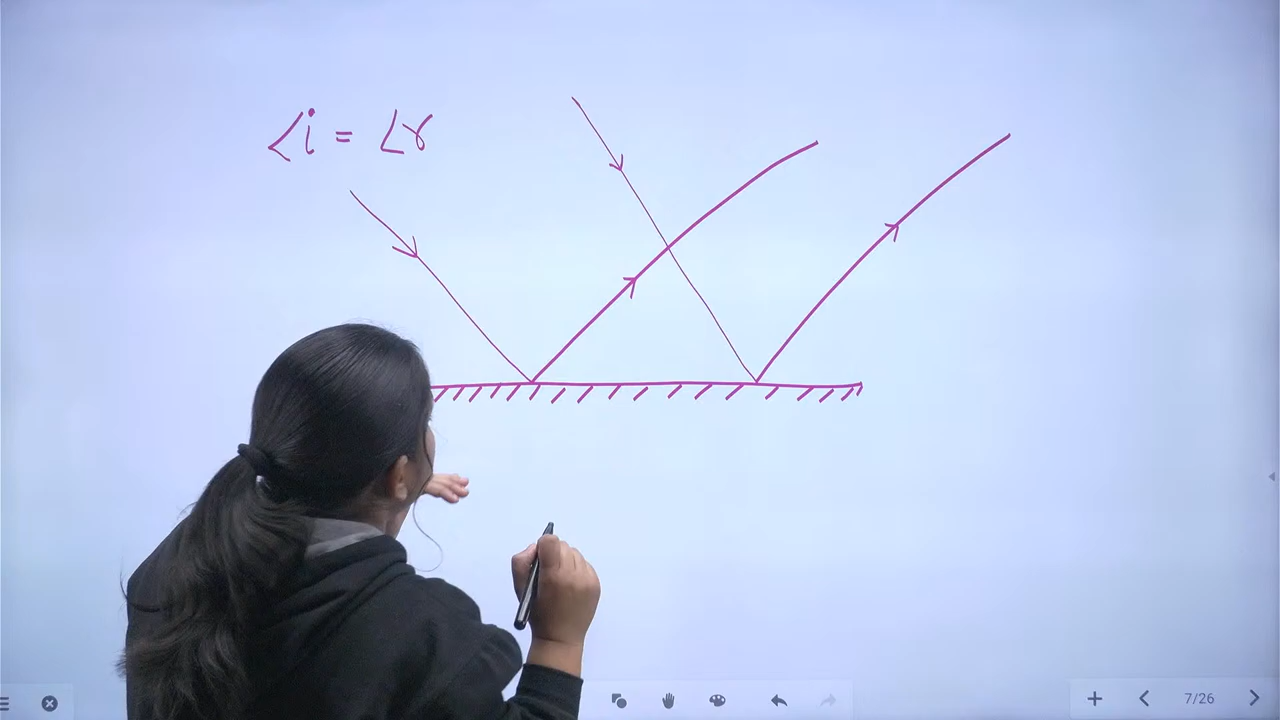 ∠i = ∠r
7/26